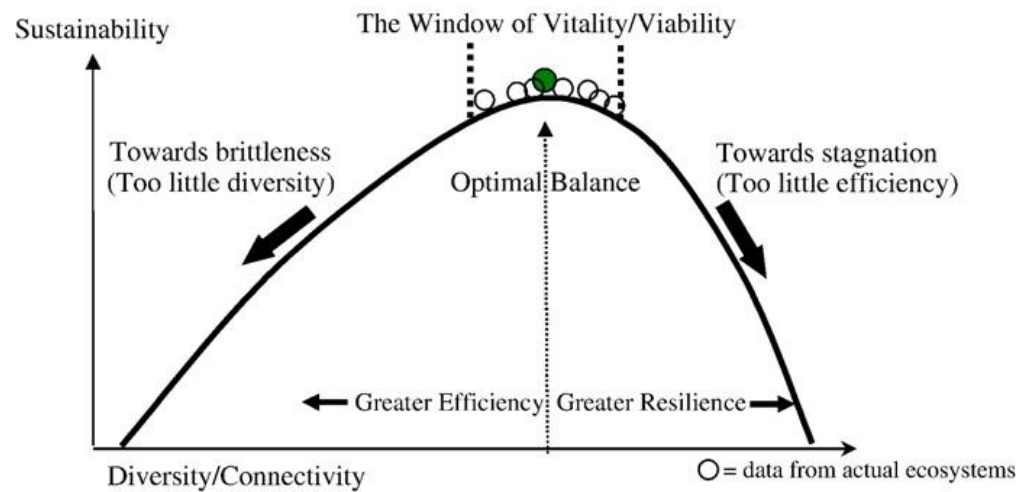 Sustainability
The Window of Vitality/Viability
Towards brittleness
(Too little diversity)
Optimal Balance
Towards stagnation
(Too little efficiency)
Greater Efficiency
Greater Resilience
Diversity/Connectivity
= data from actual ecosystems